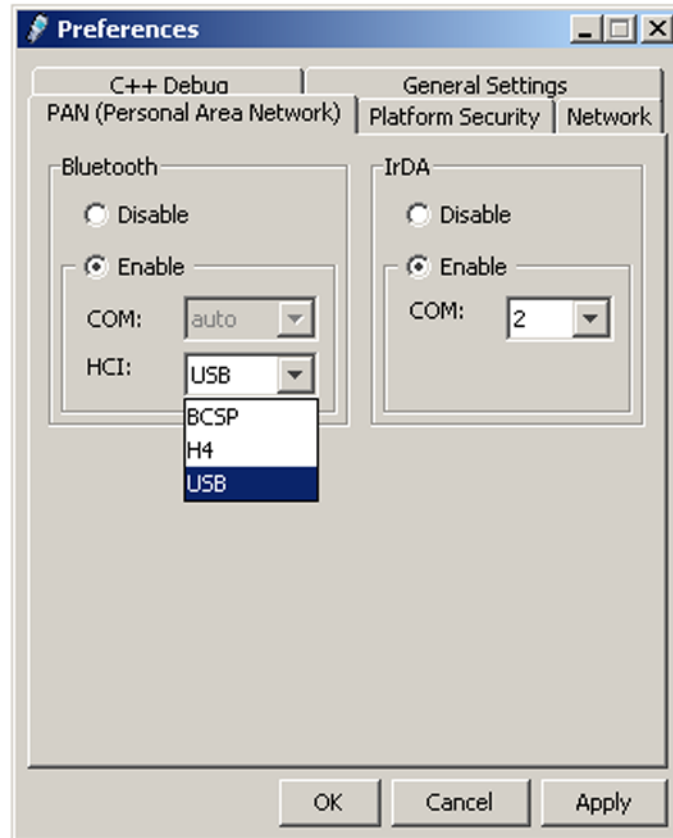 Preferences
C++ Debug General Settings
PAN (Personal Area Network) Platform Security Network
Bluetooth IrDA
Disable Disable
Enable Enable
COM: auto COM: 2
HCI: USB
BCSP
H4
USB
OK Cancel Apply